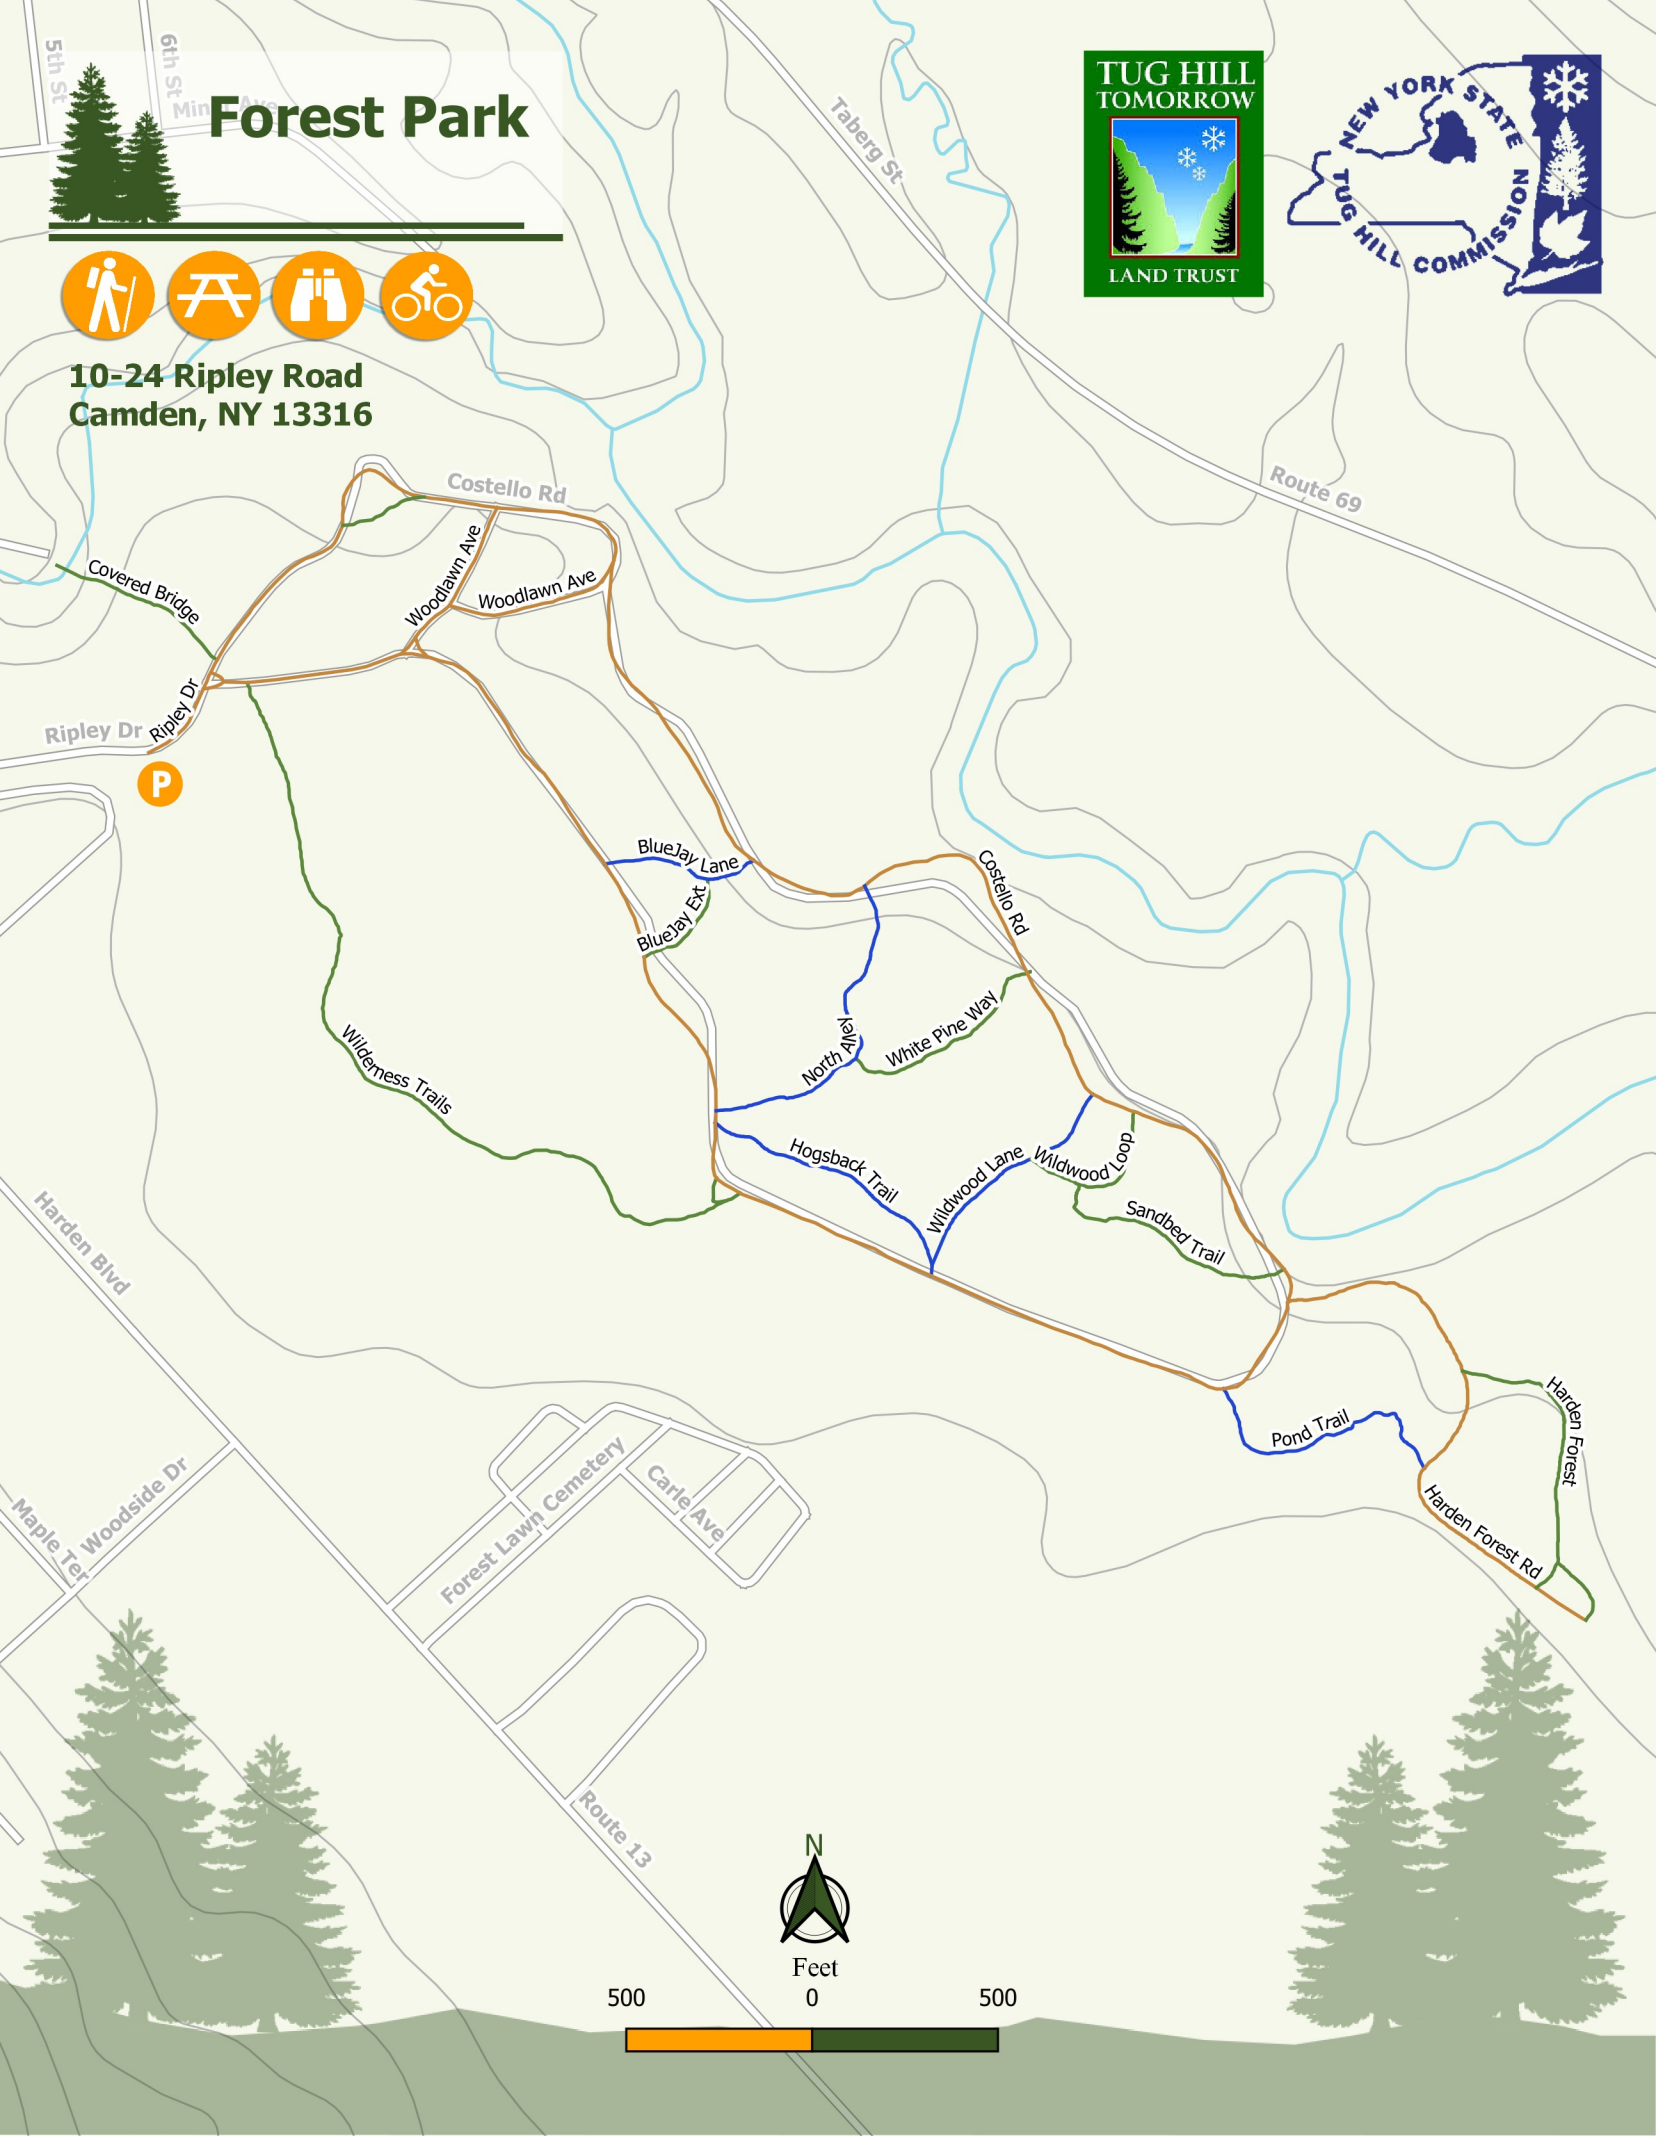 5th St
6th St
Forest Park
TUG HILL
TOMORROW
LAND TRUST
NEW YORK STATE
TUG HILL COMMISSION
Taberg St
10-24 Ripley Road
Camden, NY 13316
Costello Rd
Route 69
Woodlawn Ave
Woodlawn Ave
Covered Bridge
Ripley Dr
Ripley Dr
P
BlueJay Lane
BlueJay Ext
Costello Rd
White Pine Way
North Alley
Wilderness Trails
Hogsback Trail
Wildwood Lane
Wildwood Loop
Sandbed Trail
Harden Blvd
Harden Forest
Pond Trail
Harden Forest Rd
Forest Lawn Cemetery
Carle Ave
Woodside Dr
Maple Ter
Route 13
N
Feet
500 0 500